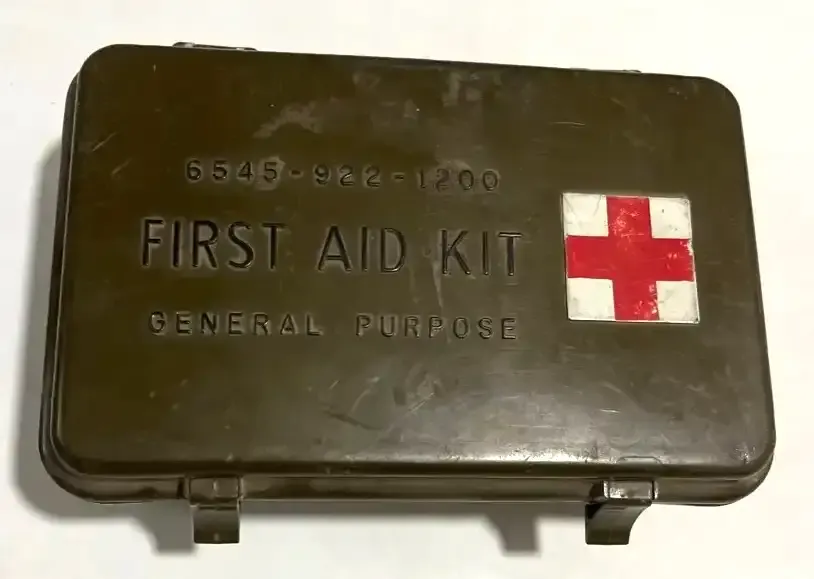 6545-922-1200
FIRST AID KIT
GENERAL PURPOSE